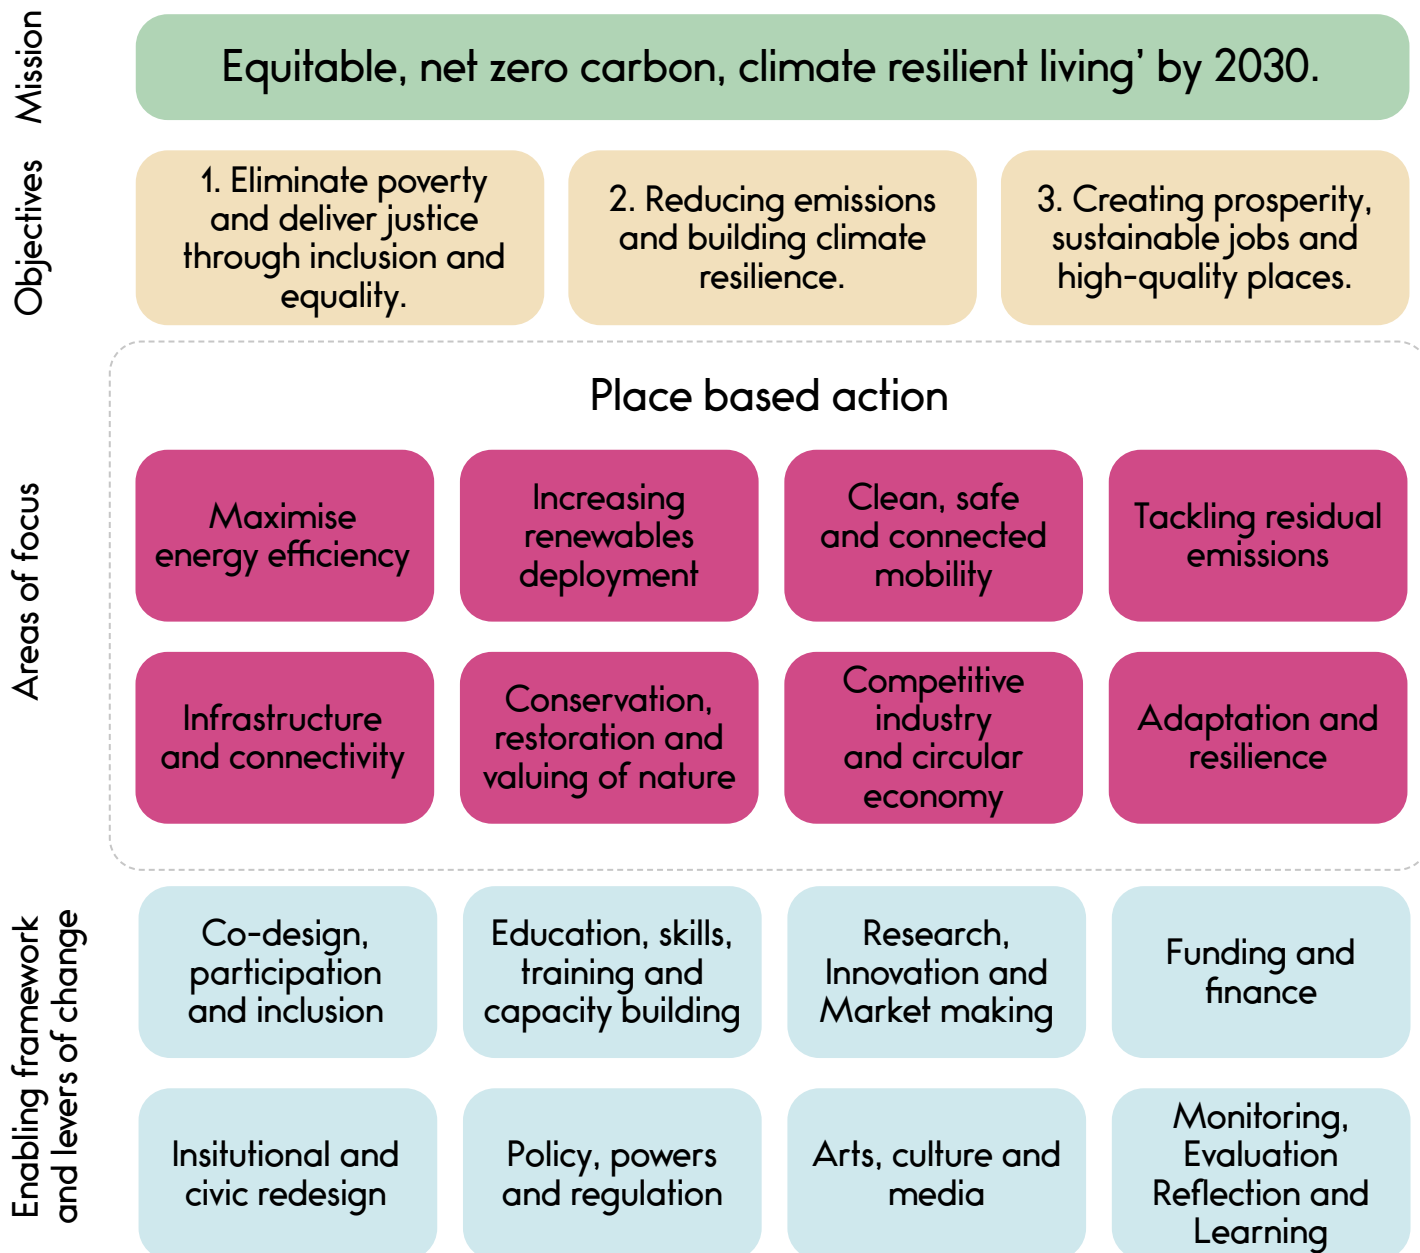 Mission
Equitable, net zero carbon, climate resilient living’ by 2030.
Objectives
1. Eliminate poverty
and deliver justice
through inclusion and
equality.
2. Reducing emissions
and building climate
resilience.
3. Creating prosperity,
sustainable jobs and
high-quality places.
Areas of focus
Place based action
Maximise
energy efficiency
Increasing
renewables
deployment
Clean, safe
and connected
mobility
Tackling residual
emissions
Infrastructure
and connectivity
Conservation,
restoration and
valuing of nature
Competitive
industry
and circular
economy
Adaptation and
resilience
Enabling framework
and levers of change
Co-design,
participation
and inclusion
Education, skills,
training and
capacity building
Research,
Innovation and
Market making
Funding and
finance
Insitutional and
civic redesign
Policy, powers
and regulation
Arts, culture and
media
Monitoring,
Evaluation
Reflection and
Learning